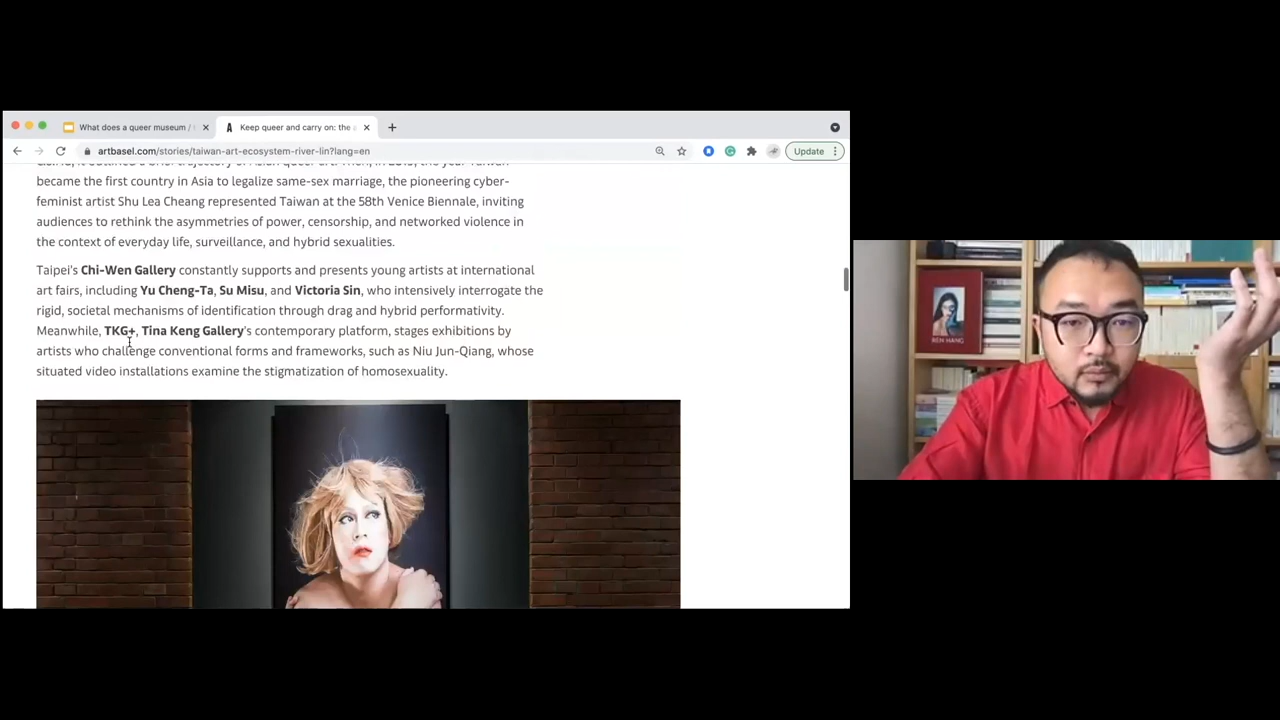 What does a queer museum /
Keep queer and carry on: the a
artbasel.com/stories/taiwan-art-ecosystem-river-lin?lang=en
Update
became the first country in Asia to legalize same-sex marriage, the pioneering cyber-
feminist artist Shu Lea Cheang represented Taiwan at the 58th Venice Biennale, inviting
audiences to rethink the asymmetries of power, censorship, and networked violence in
the context of everyday life, surveillance, and hybrid sexualities.
Taipei's Chi-Wen Gallery constantly supports and presents young artists at international
art fairs, including Yu Cheng-Ta, Su Misu, and Victoria Sin, who intensively interrogate the
rigid, societal mechanisms of identification through drag and hybrid performativity.
Meanwhile, TKG+, Tina Keng Gallery's contemporary platform, stages exhibitions by
artists who challenge conventional forms and frameworks, such as Niu Jun-Qiang, whose
situated video installations examine the stigmatization of homosexuality.
REN HANG